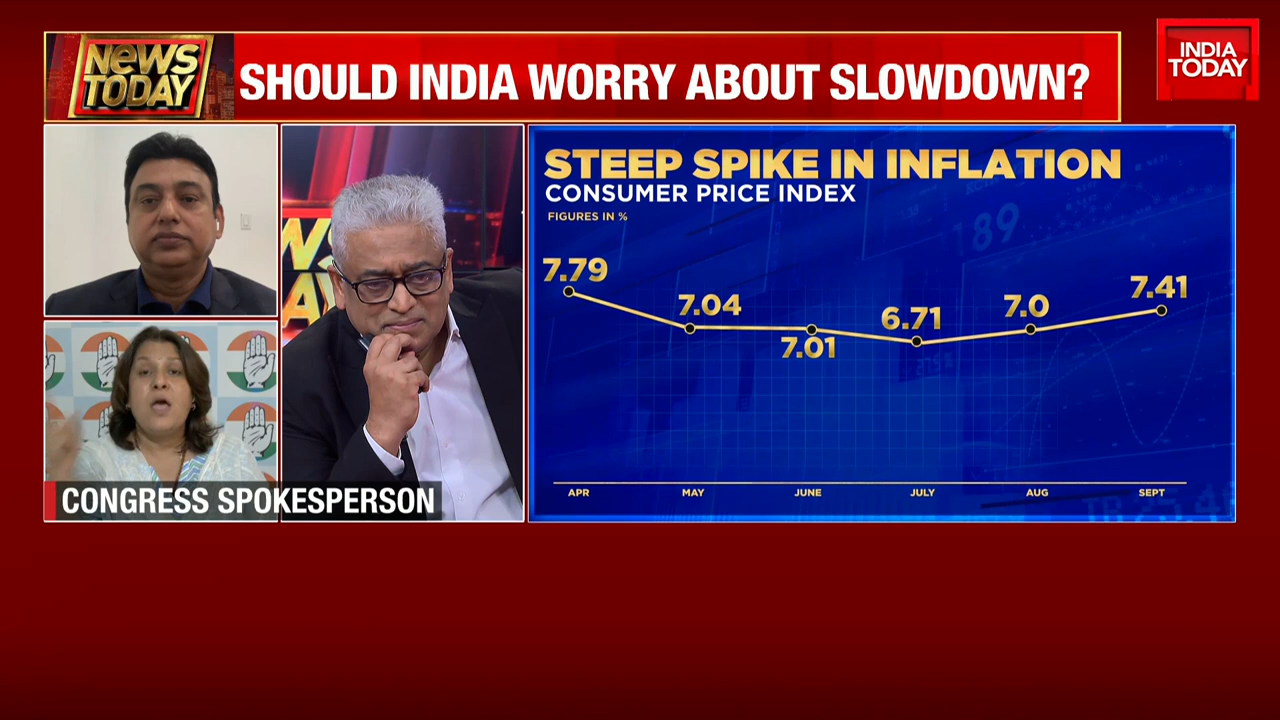 NEWS
TODAY
SHOULD INDIA WORRY ABOUT SLOWDOWN?
INDIA
TODAY
STEEP SPIKE IN INFLATION
CONSUMER PRICE INDEX
FIGURES IN %
189
7.79
7.04
7.01
6.71
7.0
7.41
APR MAY JUNE JULY AUG SEPT
CONGRESS SPOKESPERSON